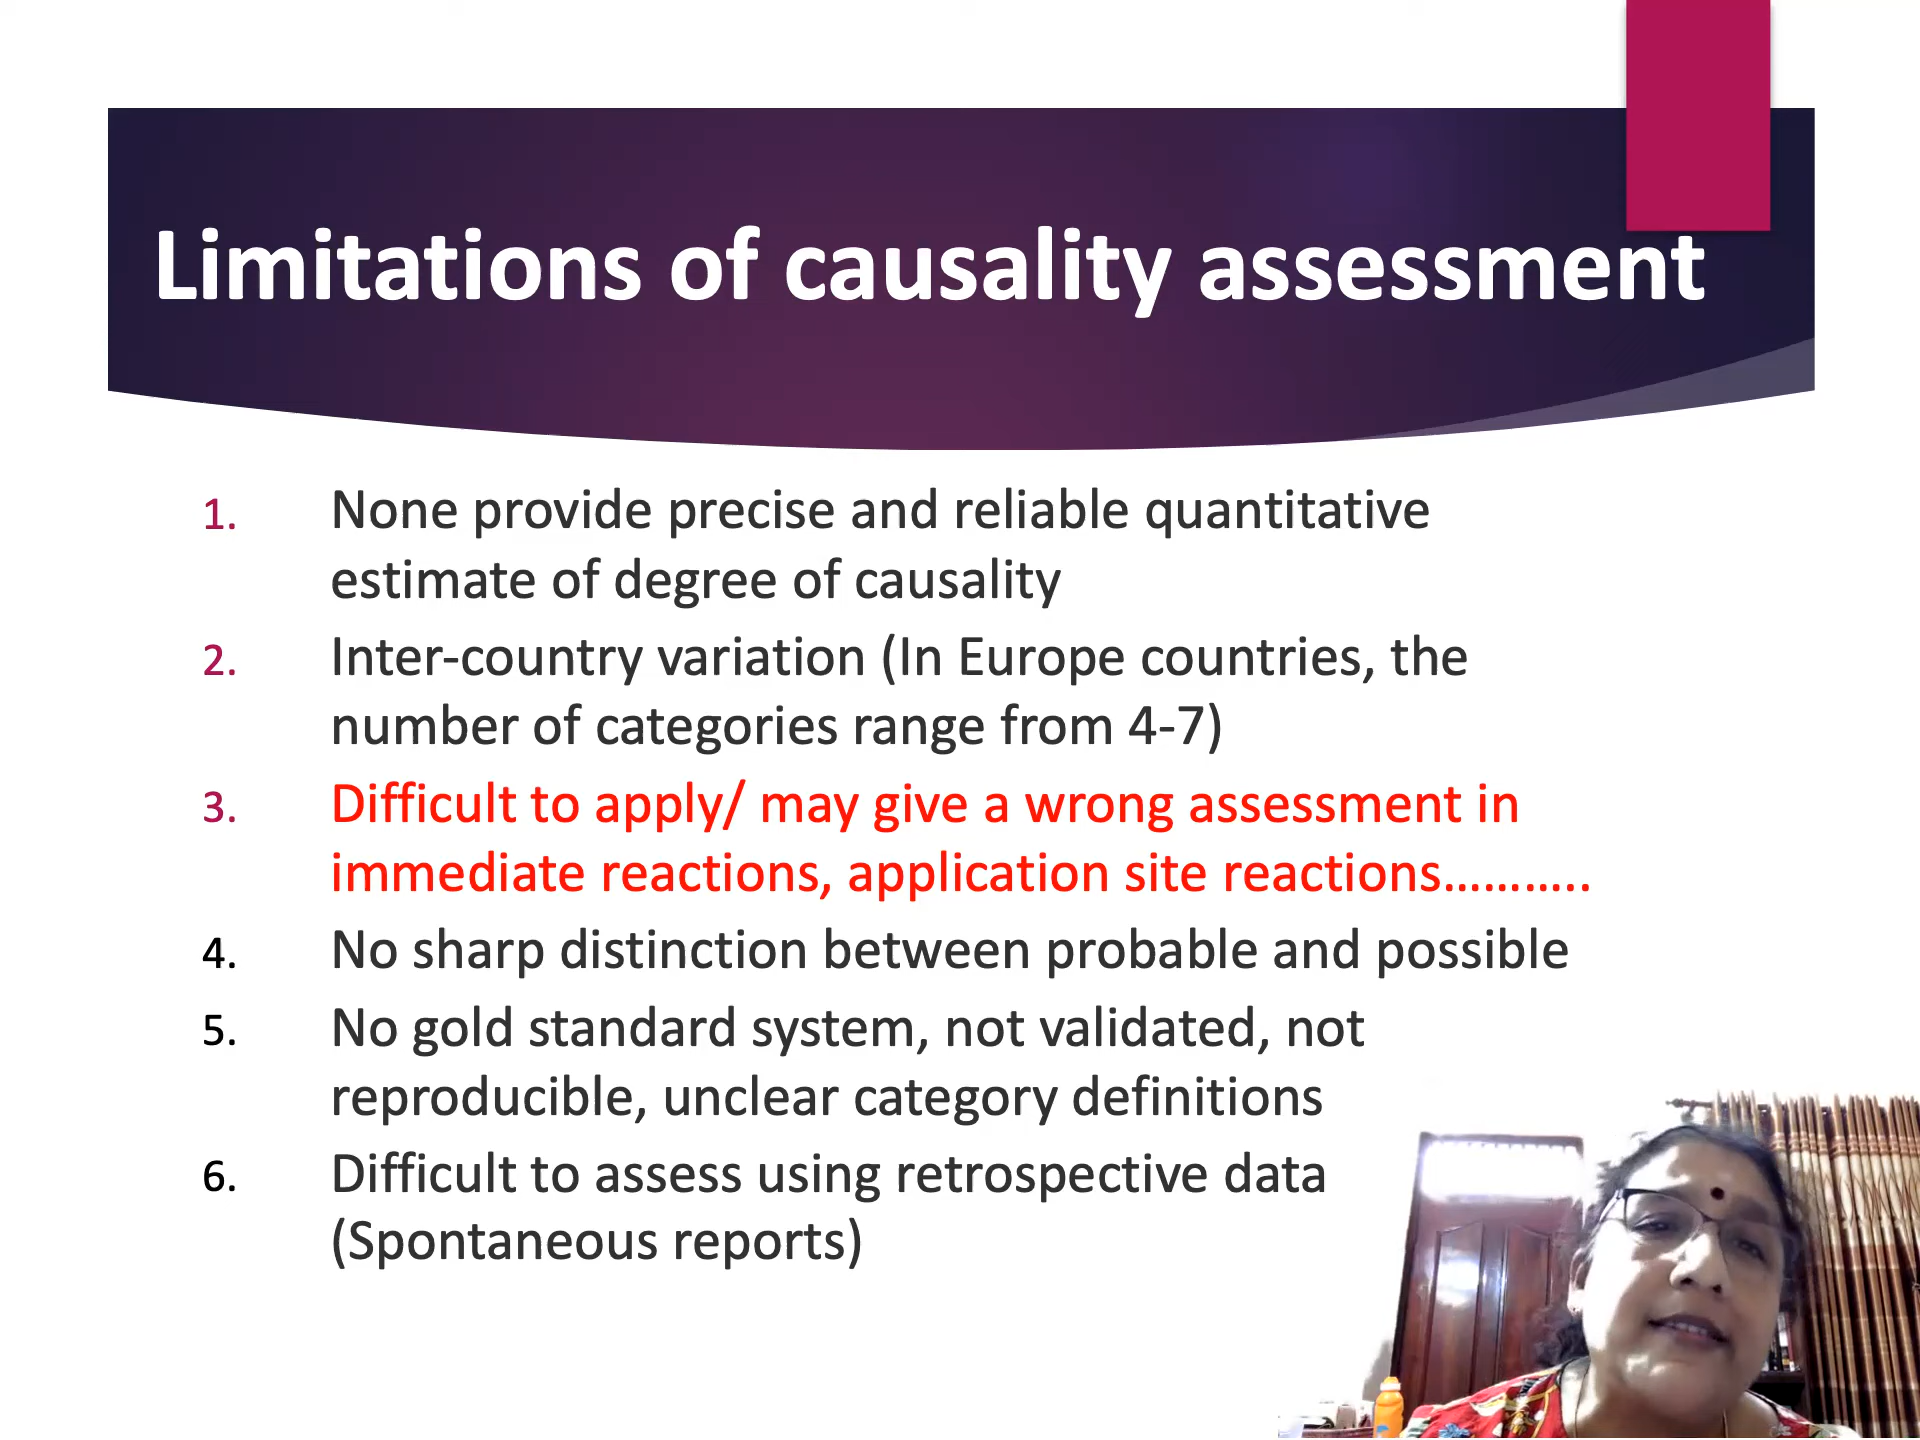 Limitations of causality assessment
1. None provide precise and reliable quantitative
estimate of degree of causality
2. Inter-country variation (In Europe countries, the
number of categories range from 4-7)
3. Difficult to apply/ may give a wrong assessment in
immediate reactions, application site reactions………..
4. No sharp distinction between probable and possible
5. No gold standard system, not validated, not
reproducible, unclear category definitions
6. Difficult to assess using retrospective data
(Spontaneous reports)